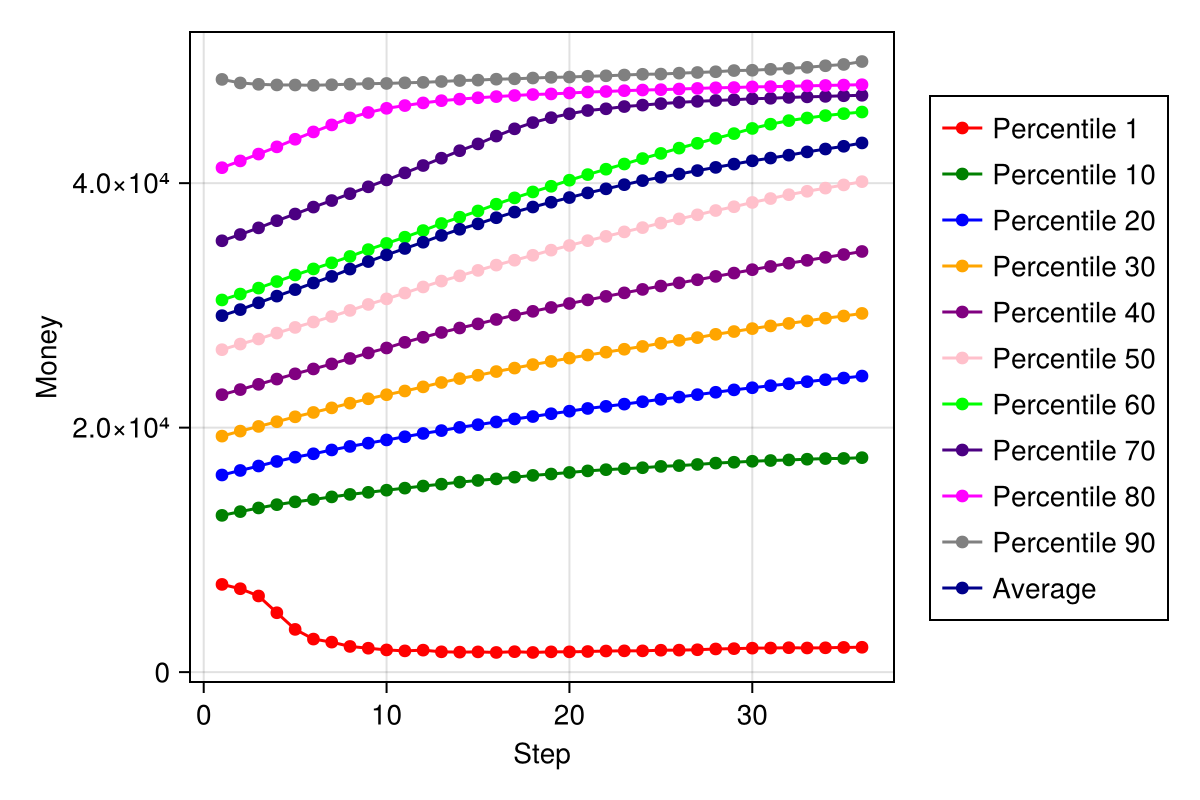 Money
4.0×10⁴
2.0×10⁴
0
0 10 20 30
Step
Percentile 1
Percentile 10
Percentile 20
Percentile 30
Percentile 40
Percentile 50
Percentile 60
Percentile 70
Percentile 80
Percentile 90
Average